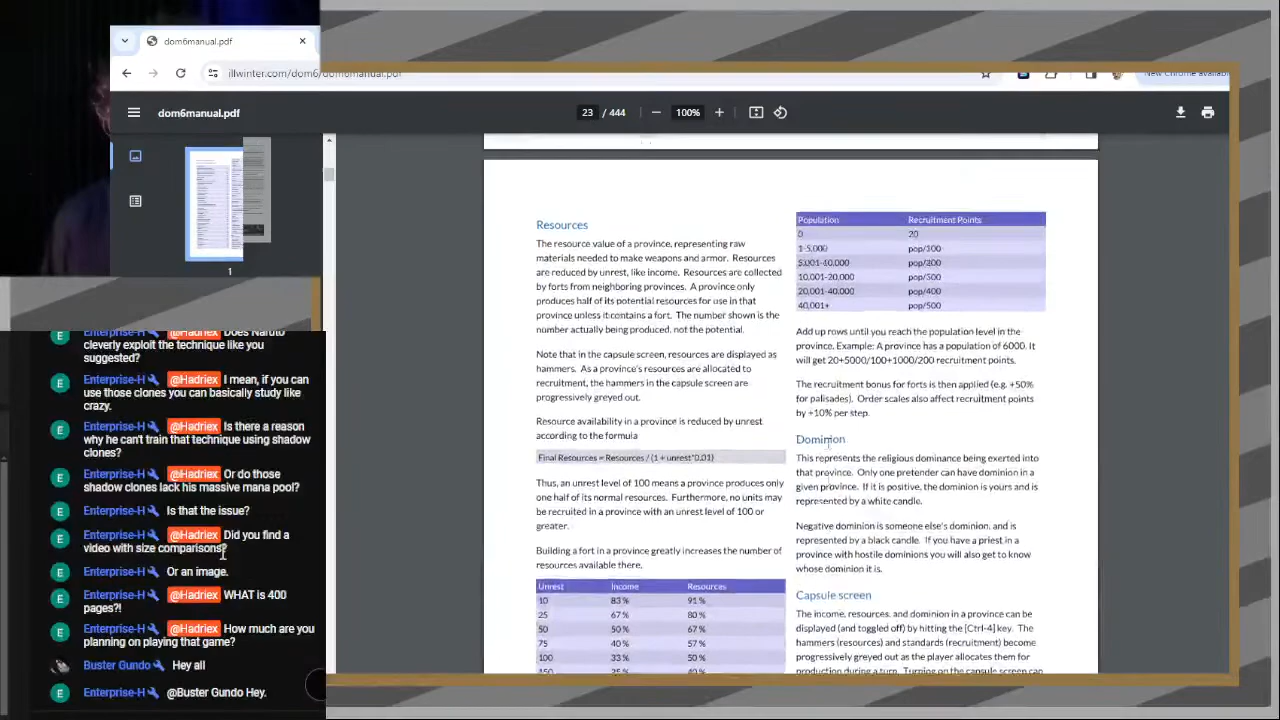 dom6manual.pdf
illwinter.com/dom6/dom6manual.pdf
New Chrome availab
dom6manual.pdf
23 / 444
100%
1
Resources
The resource value of a province, representing raw
materials needed to make weapons and armor. Resources
are reduced by unrest, like income. Resources are collected
by forts from neighboring provinces. A province only
produces half of its potential resources for use in that
province unless it contains a fort. The number shown is the
number actually being produced, not the potential.
Note that in the capsule screen, resources are displayed as
hammers. As a province's resources are allocated to
recruitment, the hammers in the capsule screen are
progressively greyed out.
Resource availability in a province is reduced by unrest
according to the formula
Final Resources = Resources / (1 + unrest*0.01)
Thus, an unrest level of 100 means a province produces only
one half of its normal resources. Furthermore, no units may
be recruited in a province with an unrest level of 100 or
greater.
Building a fort in a province greatly increases the number of
resources available there.
Unrest Income Resources
10 83 % 91 %
25 67 % 80 %
50 50 % 67 %
75 40 % 57 %
100 33 % 50 %
150 25 % 40 %
Population Recruitment Points
0 20
1-5,000 pop/100
5,001-10,000 pop/200
10,001-20,000 pop/300
20,001-40,000 pop/400
40,001+ pop/500
Add up rows until you reach the population level in the
province. Example: A province has a population of 6000. It
will get 20+5000/100+1000/200 recruitment points.
The recruitment bonus for forts is then applied (e.g. +50%
for palisades). Order scales also affect recruitment points
by +10% per step.
Dominion
This represents the religious dominance being exerted into
that province. Only one pretender can have dominion in a
given province. If it is positive, the dominion is yours and is
represented by a white candle.
Negative dominion is someone else's dominion, and is
represented by a black candle. If you have a priest in a
province with hostile dominions you will also get to know
whose dominion it is.
Capsule screen
The income, resources, and dominion in a province can be
displayed (and toggled off) by hitting the [Ctrl-4] key. The
hammers (resources) and standards (recruitment) become
progressively greyed out as the player allocates them for
production during a turn. Turning on the capsule screen can
Enterprise-H @Hadriex Does Naruto
cleverly exploit the technique like you
suggested?
Enterprise-H @Hadriex I mean, if you can
use those clones you can basically study like
crazy.
Enterprise-H @Hadriex Is there a reason
why he can't train that technique using shadow
clones?
Enterprise-H @Hadriex Or do those
shadow clones lack his massive mana pool?
Enterprise-H Is that the issue?
Enterprise-H @Hadriex Did you find a
video with size comparisons?
Enterprise-H Or an image.
Enterprise-H @Hadriex WHAT is 400
pages?!
Enterprise-H @Hadriex How much are you
planning on playing that game?
Buster Gundo Hey all
Enterprise-H @Buster Gundo Hey.